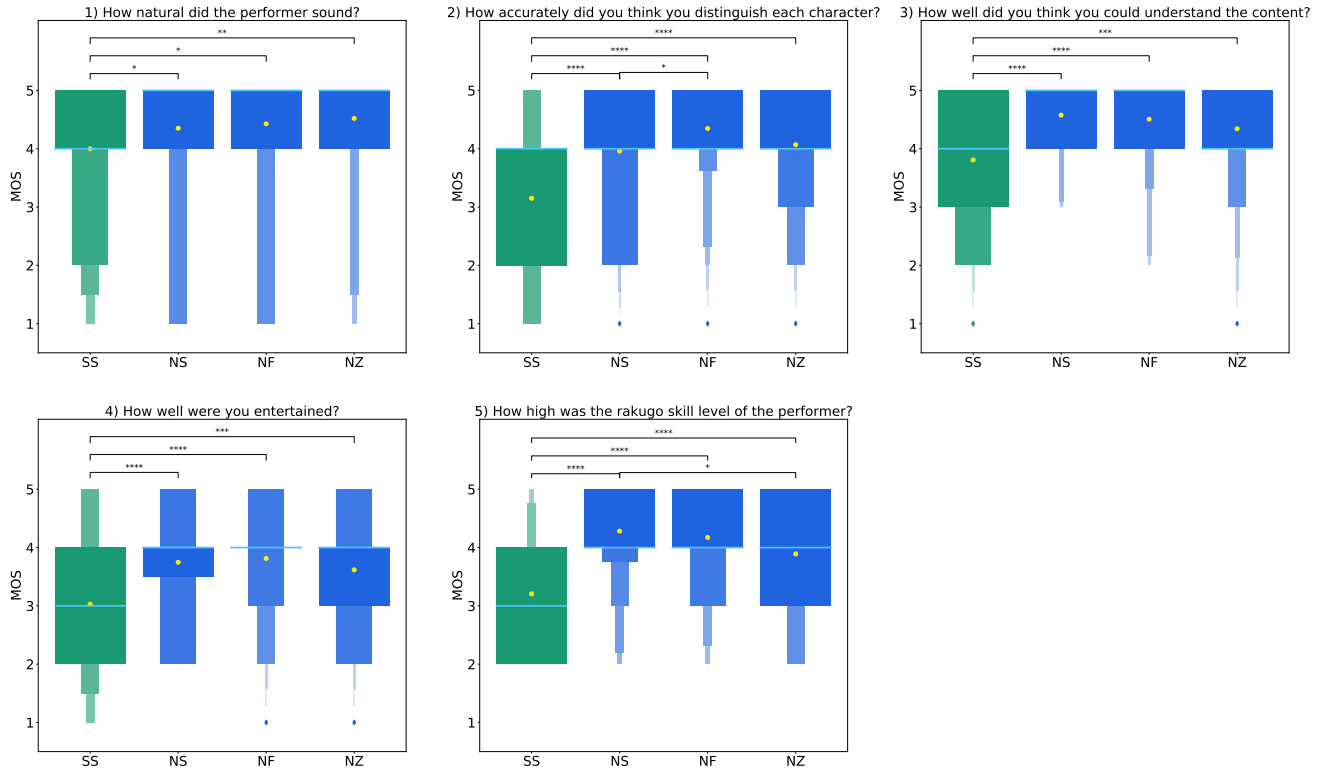 1) How natural did the performer sound?
**
*
*
MOS
5
4
3
2
1
SS NS NF NZ
2) How accurately did you think you distinguish each character?
****
****
**** *
MOS
5
4
3
2
1
SS NS NF NZ
3) How well did you think you could understand the content?
***
****
****
MOS
5
4
3
2
1
SS NS NF NZ
4) How well were you entertained?
***
****
****
MOS
5
4
3
2
1
SS NS NF NZ
5) How high was the rakugo skill level of the performer?
****
****
**** *
MOS
5
4
3
2
1
SS NS NF NZ